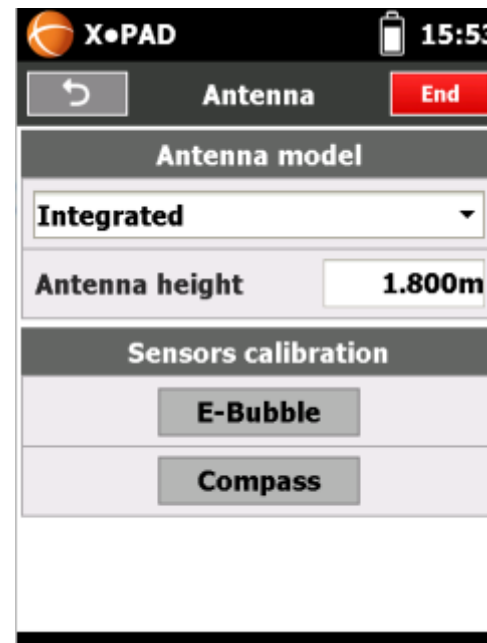 X●PAD 15:53
Antenna End
Antenna model
Integrated
Antenna height 1.800m
Sensors calibration
E-Bubble
Compass